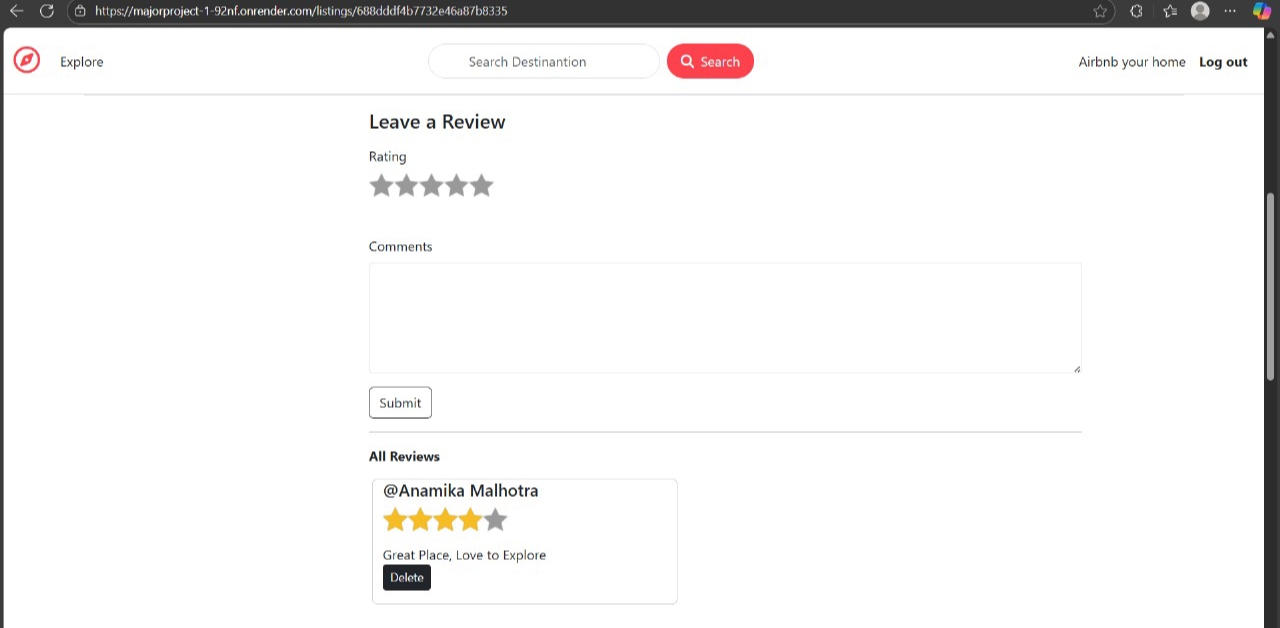 https://majorproject-1-92nf.onrender.com/listings/688dddf4b7732e46a87b8335
Explore
Search Destinantion
Search
Airbnb your home
Log out
Leave a Review
Rating
Comments
Submit
All Reviews
@Anamika Malhotra
Great Place, Love to Explore
Delete